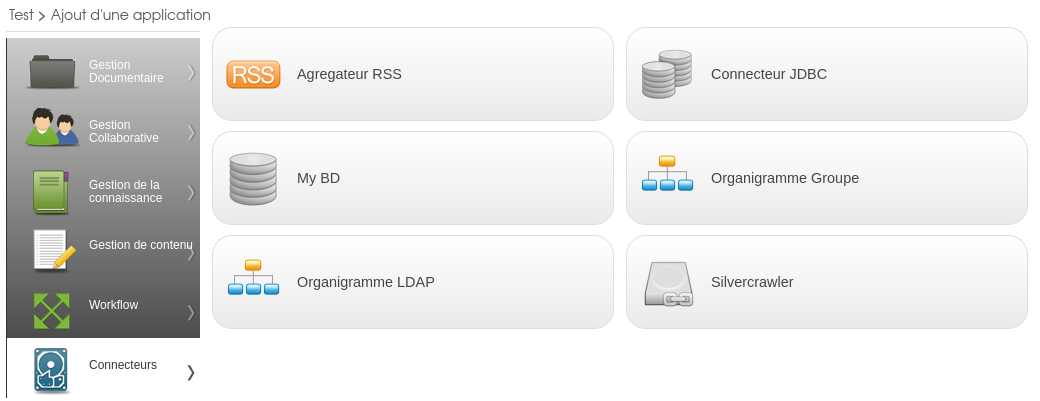 Test > Ajout d'une application
Gestion
Documentaire
Gestion
Collaborative
Gestion de la
connaissance
Gestion de contenu
Workflow
Connecteurs
RSS Agregateur RSS
Connecteur JDBC
My BD
Organigramme Groupe
Organigramme LDAP
Silvercrawler